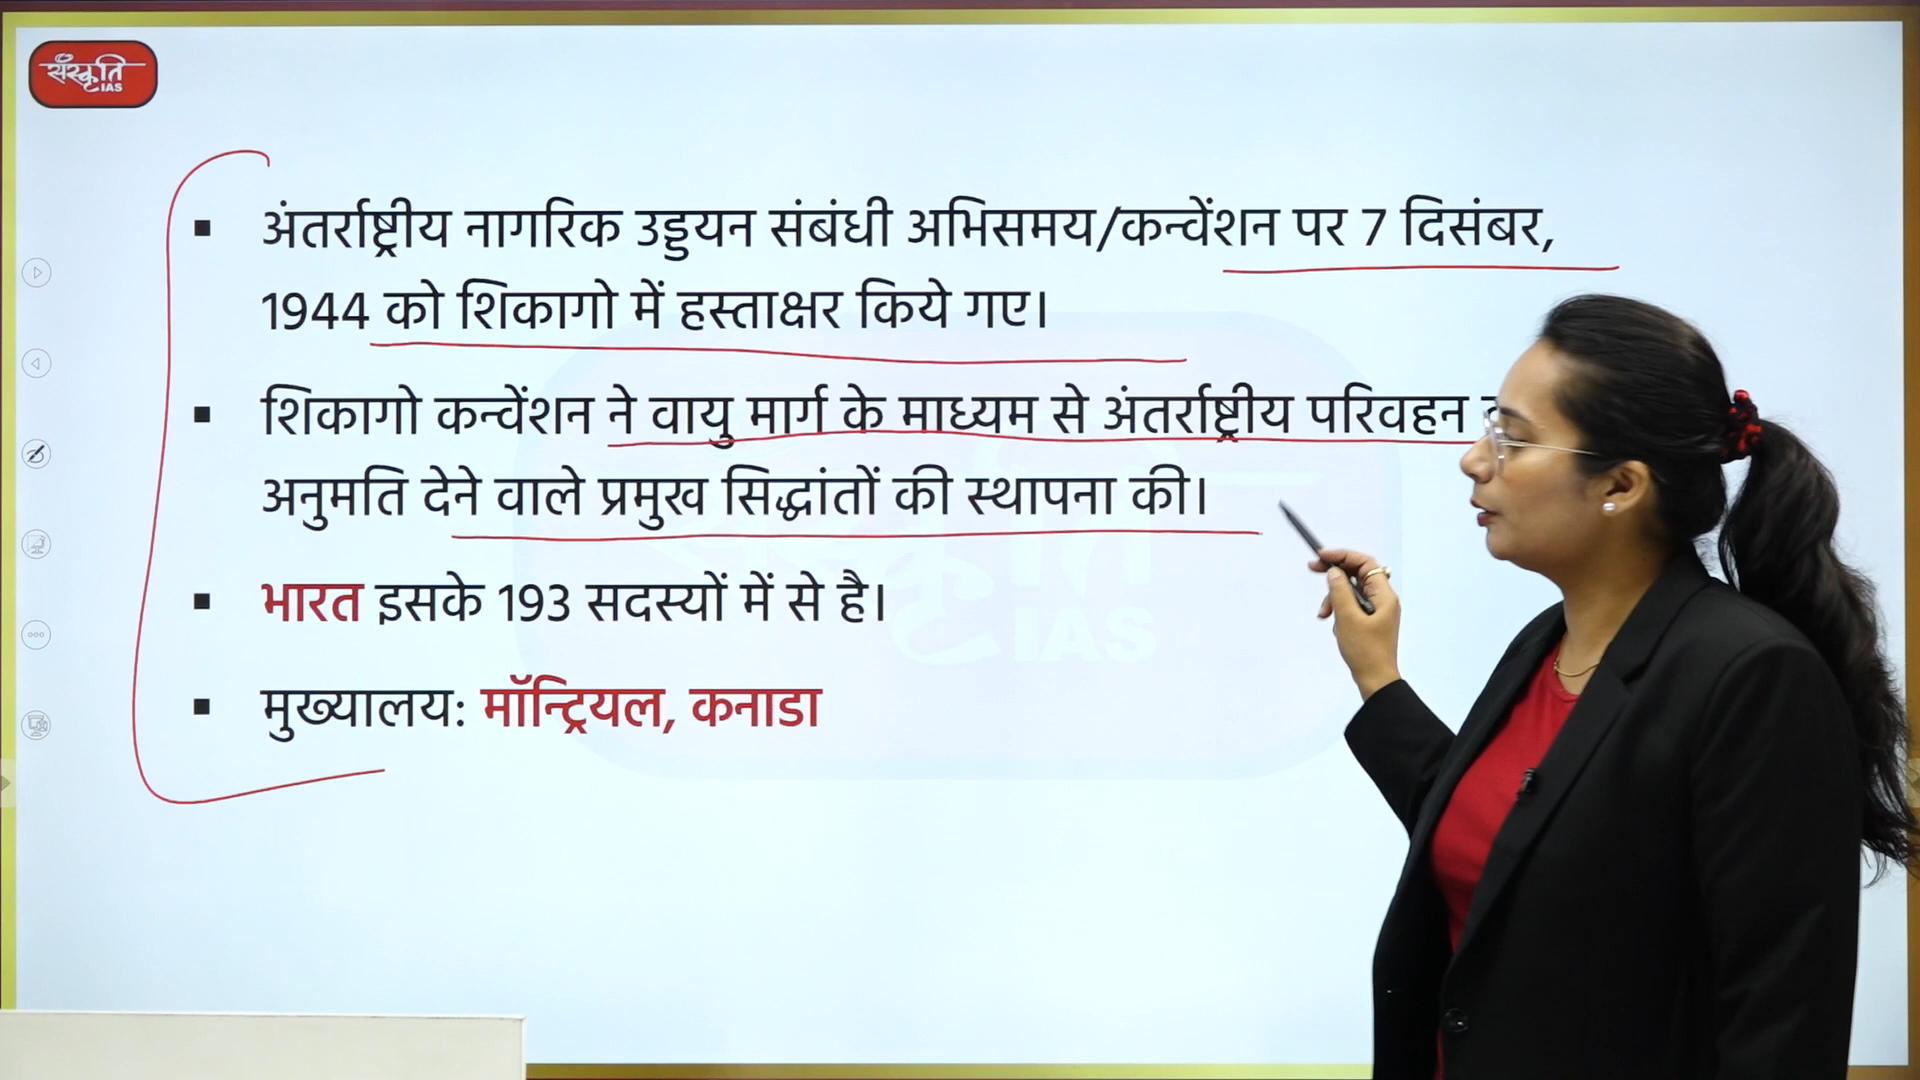 संस्कृति
IAS
अंतर्राष्ट्रीय नागरिक उड्डयन संबंधी अभिसमय/कन्वेंशन पर 7 दिसंबर,
1944 को शिकागो में हस्ताक्षर किये गए।
शिकागो कन्वेंशन ने वायु मार्ग के माध्यम से अंतर्राष्ट्रीय परिवहन
अनुमति देने वाले प्रमुख सिद्धांतों की स्थापना की।
भारत इसके 193 सदस्यों में से है।
मुख्यालय: मॉन्ट्रियल, कनाडा